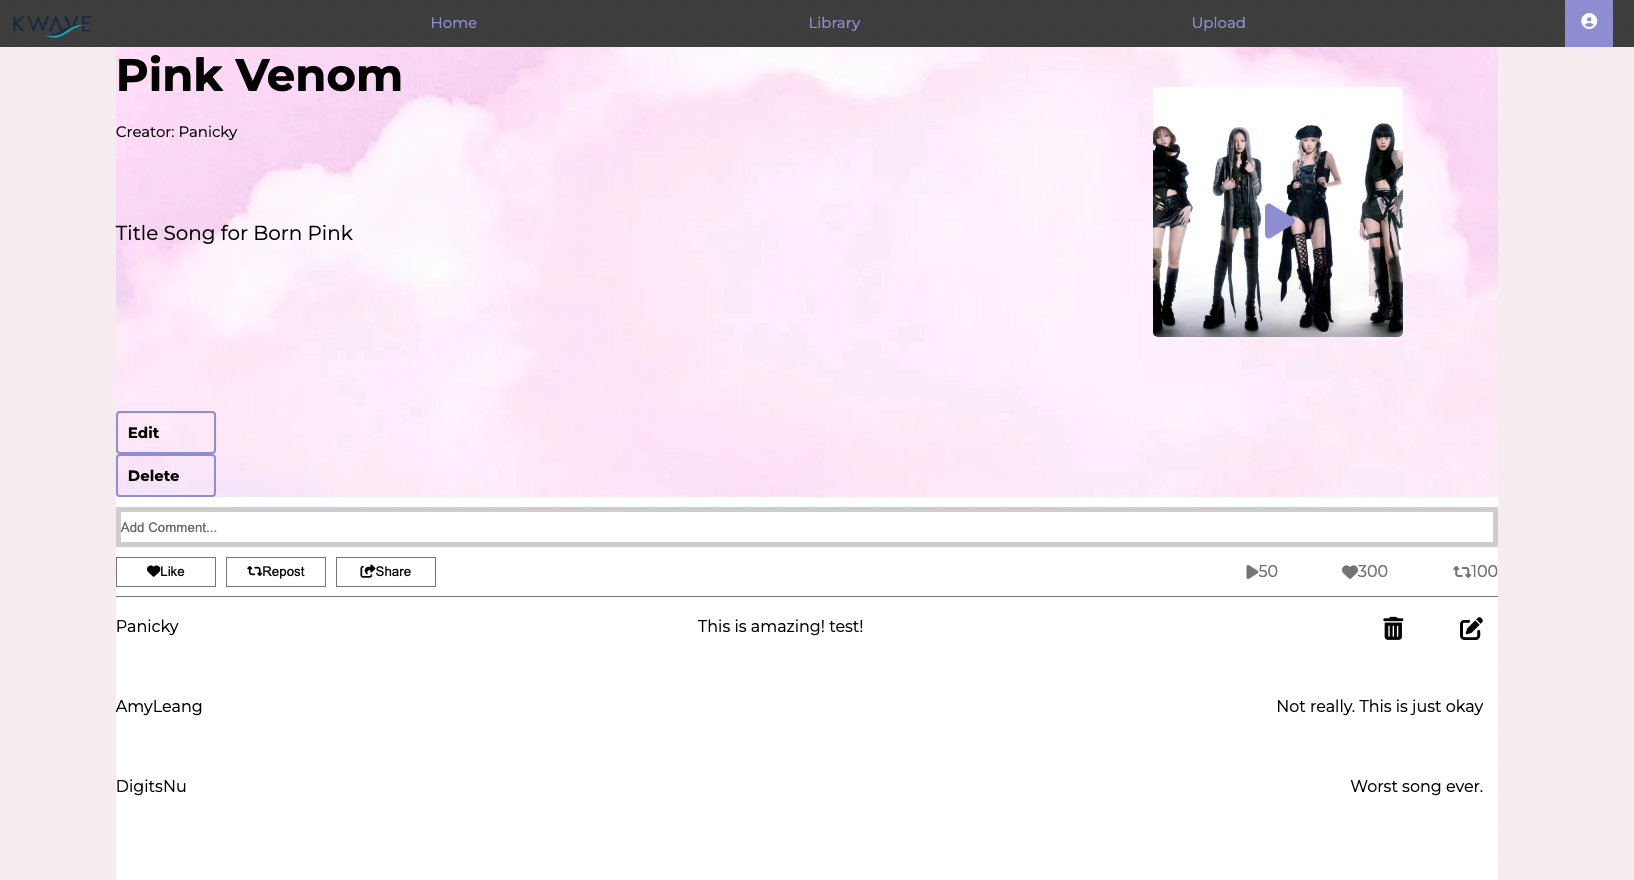 KWAVE
Home Library Upload
Pink Venom
Creator: Panicky
Title Song for Born Pink
Edit
Delete
Add Comment...
Like Repost Share 50 300 100
Panicky This is amazing! test!
AmyLeang Not really. This is just okay
DigitsNu Worst song ever.